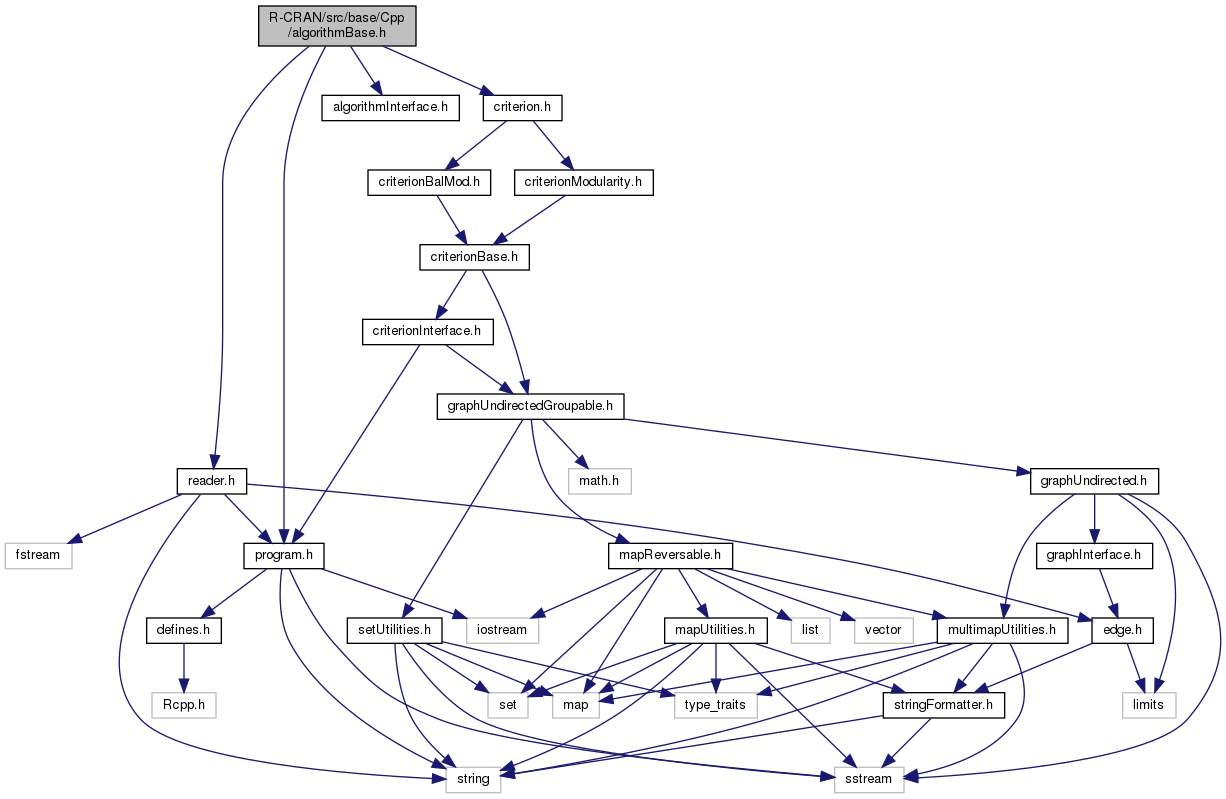 R-CRAN/src/base/Cpp
/algorithmBase.h
algorithmInterface.h
criterion.h
criterionBalMod.h
criterionModularity.h
criterionBase.h
criterionInterface.h
graphUndirectedGroupable.h
reader.h
math.h
graphUndirected.h
fstream
program.h
mapReversable.h
graphInterface.h
defines.h
setUtilities.h
iostream
mapUtilities.h
list
vector
multimapUtilities.h
edge.h
Rcpp.h
set
map
type_traits
stringFormatter.h
limits
string
sstream